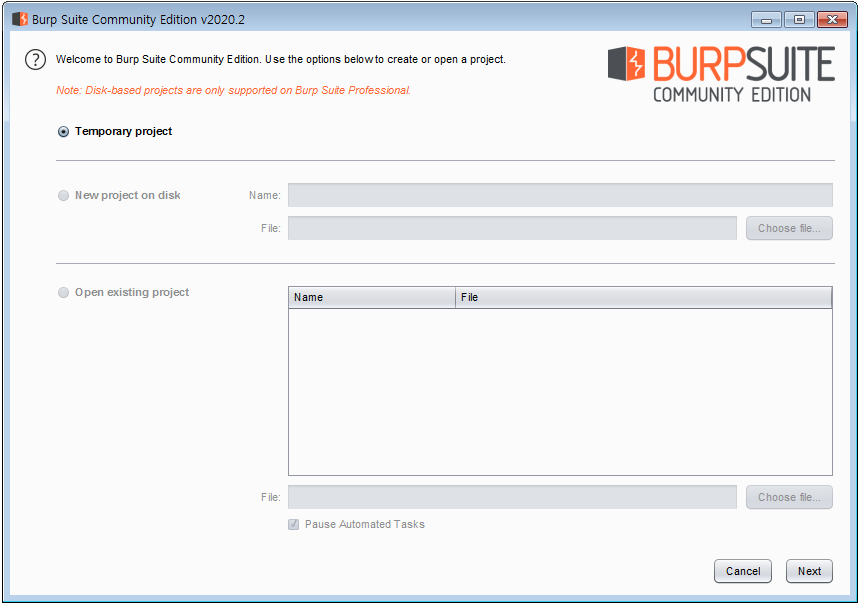 Burp Suite Community Edition v2020.2
? Welcome to Burp Suite Community Edition. Use the options below to create or open a project.
BURPSUITE
COMMUNITY EDITION
Note: Disk-based projects are only supported on Burp Suite Professional.
Temporary project
New project on disk Name:
File: Choose file...
Open existing project
Name File
File: Choose file...
Pause Automated Tasks
Cancel Next